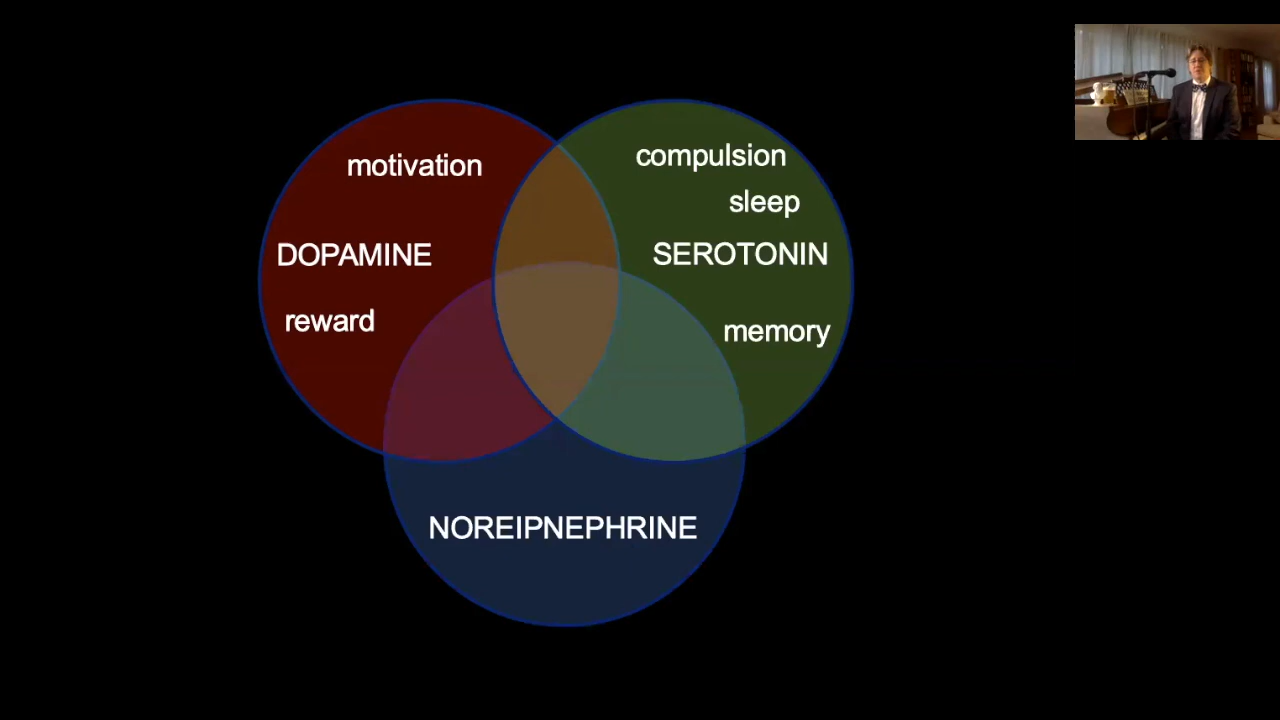 motivation
compulsion
sleep
DOPAMINE
SEROTONIN
reward
memory
NOREIPNEPHRINE